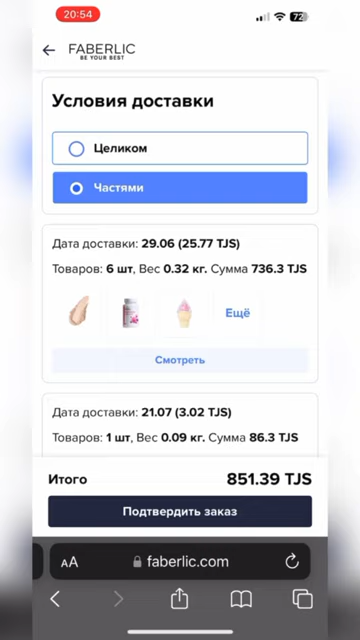 20:54
72
FABERLIC
BE YOUR BEST
Условия доставки
Целиком
Частями
Дата доставки: 29.06 (25.77 TJS)
Товаров: 6 шт, Вес 0.32 кг. Сумма 736.3 TJS
Ещё
Смотреть
Дата доставки: 21.07 (3.02 TJS)
Товаров: 1 шт, Вес 0.09 кг. Сумма 86.3 TJS
Итого 851.39 TJS
Подтвердить заказ
AA faberlic.com